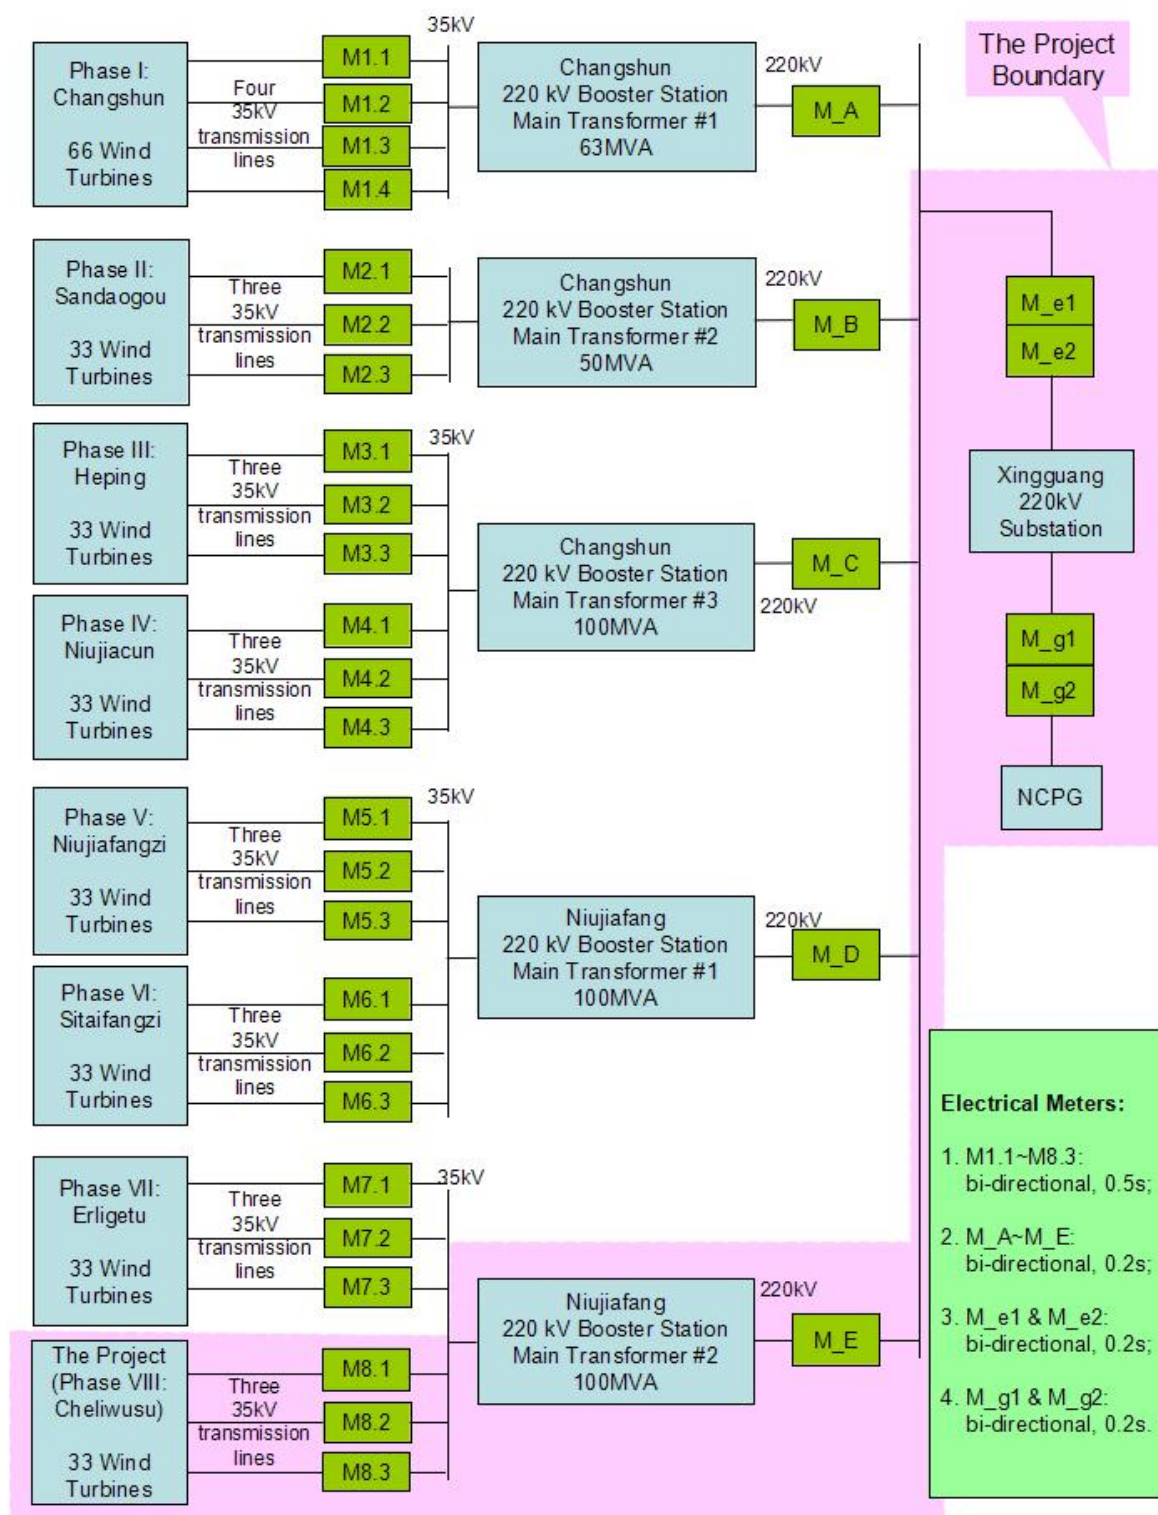 The Project
Boundary
35kV
Phase I:
Changshun
66 Wind
Turbines
Four
35kV
transmission
lines
M1.1
M1.2
M1.3
M1.4
Changshun
220 kV Booster Station
Main Transformer #1
63MVA
220kV
M_A
Phase II:
Sandaogou
33 Wind
Turbines
Three
35kV
transmission
lines
M2.1
M2.2
M2.3
Changshun
220 kV Booster Station
Main Transformer #2
50MVA
220kV
M_B
Phase III:
Heping
33 Wind
Turbines
Three
35kV
transmission
lines
M3.1
M3.2
M3.3
35kV
Phase IV:
Niujiacun
33 Wind
Turbines
Three
35kV
transmission
lines
M4.1
M4.2
M4.3
Changshun
220 kV Booster Station
Main Transformer #3
100MVA
M_C
220kV
Phase V:
Niujiafangzi
33 Wind
Turbines
Three
35kV
transmission
lines
M5.1
M5.2
M5.3
35kV
Phase VI:
Sitaifangzi
33 Wind
Turbines
Three
35kV
transmission
lines
M6.1
M6.2
M6.3
Niujiafang
220 kV Booster Station
Main Transformer #1
100MVA
220kV
M_D
Phase VII:
Erligetu
33 Wind
Turbines
Three
35kV
transmission
lines
M7.1
M7.2
M7.3
35kV
The Project
(Phase VIII:
Cheliwusu)
33 Wind
Turbines
Three
35kV
transmission
lines
M8.1
M8.2
M8.3
Niujiafang
220 kV Booster Station
Main Transformer #2
100MVA
220kV
M_E
M_e1
M_e2
Xingguang
220kV
Substation
M_g1
M_g2
NCPG
Electrical Meters:
1. M1.1~M8.3:
bi-directional, 0.5s;
2. M_A~M_E:
bi-directional, 0.2s;
3. M_e1 & M_e2:
bi-directional, 0.2s;
4. M_g1 & M_g2:
bi-directional, 0.2s.